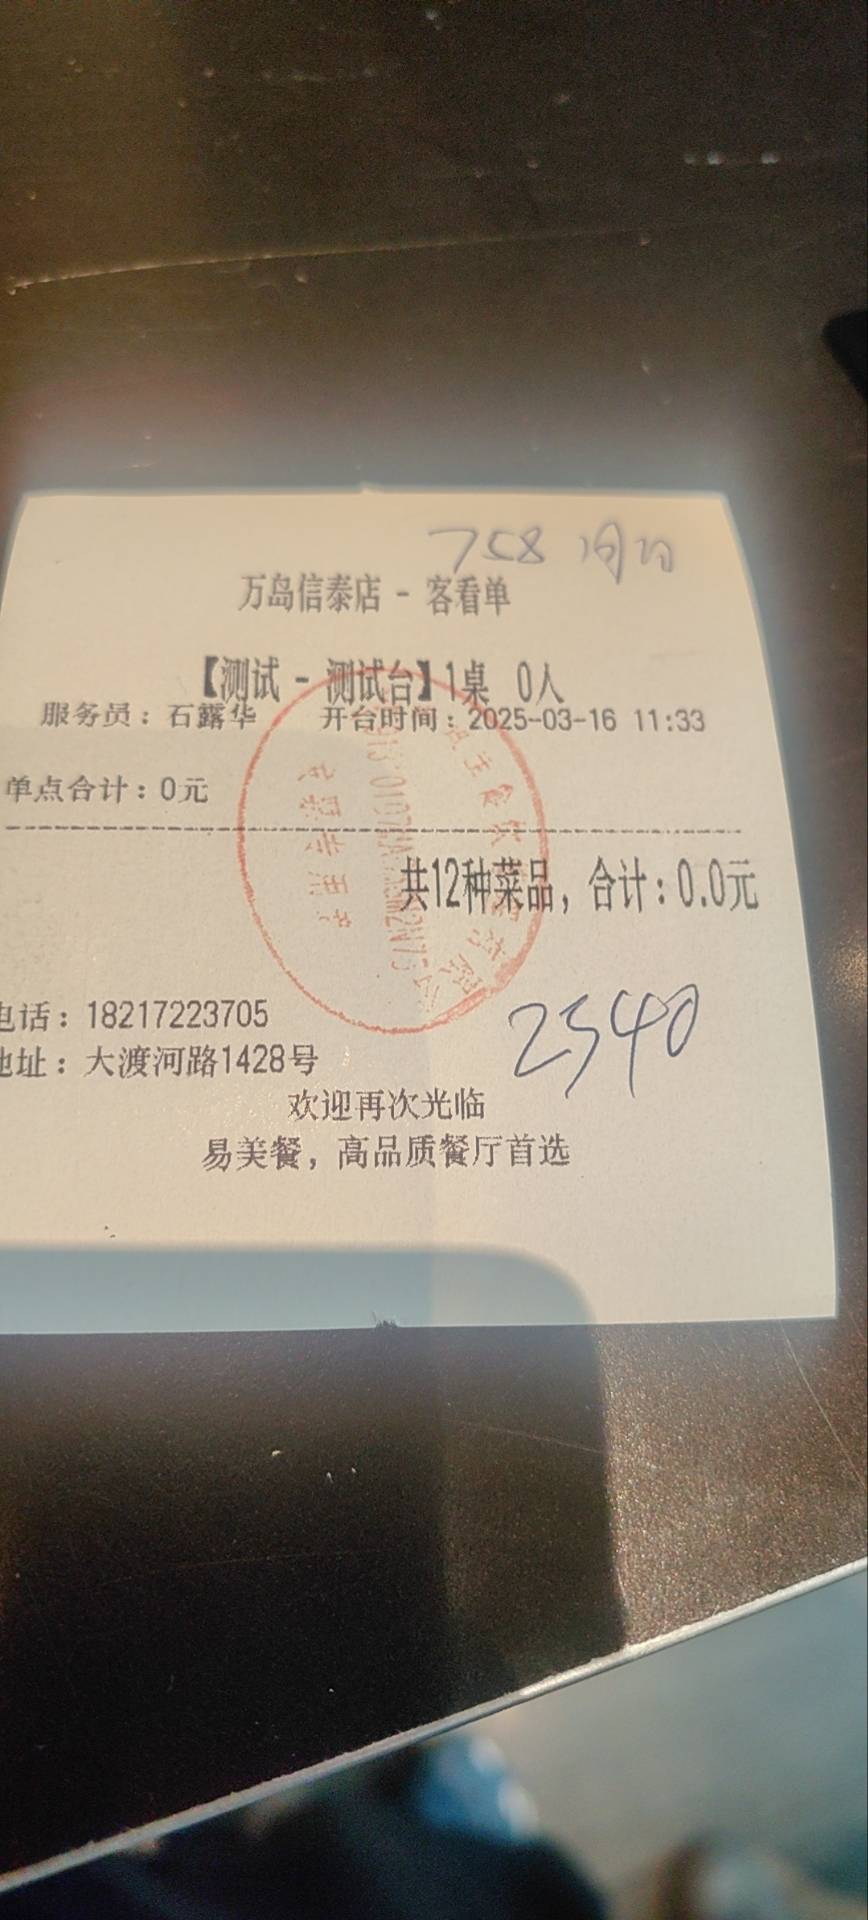 758
万岛信泰店 - 客看单
【测试 - 测试台】1桌 0人
服务员：石露华 开台时间：2025-03-16 11:33
单点合计：0元
共12种菜品，合计：0.0元
电话：18217223705
地址：大渡河路1428号
2540
欢迎再次光临
易美餐，高品质餐厅首选